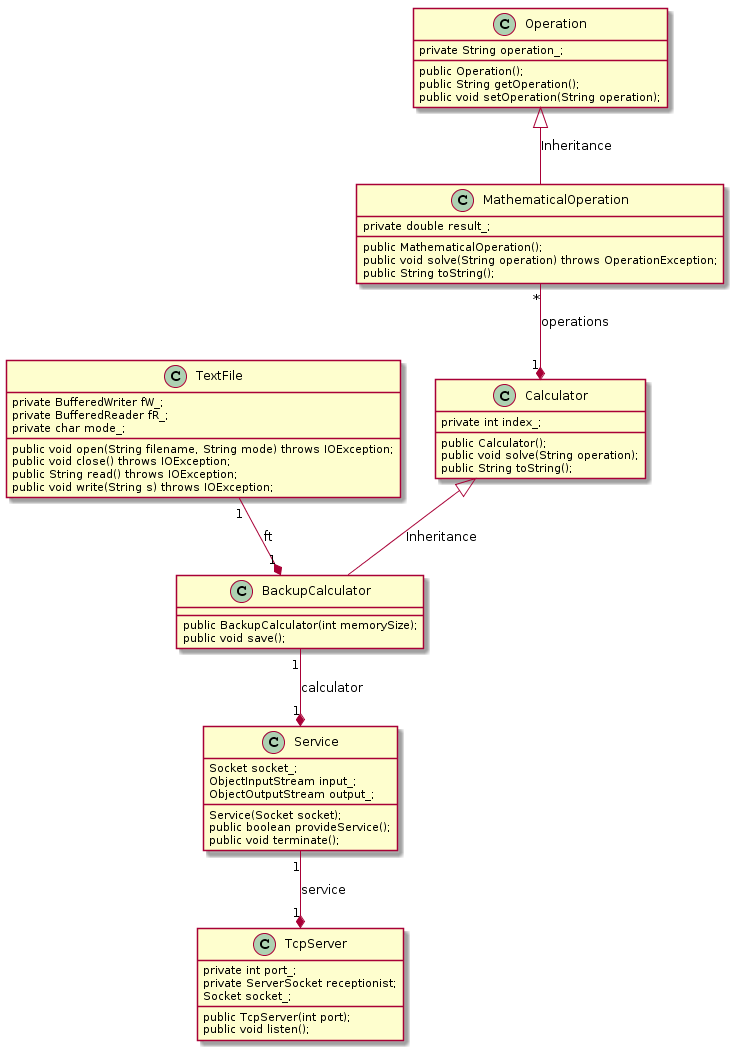 C Operation
private String operation_;
public Operation();
public String getOperation();
public void setOperation(String operation);
Inheritance
C MathematicalOperation
private double result_;
public MathematicalOperation();
public void solve(String operation) throws OperationException;
public String toString();
*
operations
1
C TextFile
private BufferedWriter fW_;
private BufferedReader fR_;
private char mode_;
public void open(String filename, String mode) throws IOException;
public void close() throws IOException;
public String read() throws IOException;
public void write(String s) throws IOException;
C Calculator
private int index_;
public Calculator();
public void solve(String operation);
public String toString();
1
ft
1
Inheritance
C BackupCalculator
public BackupCalculator(int memorySize);
public void save();
1
calculator
1
C Service
Socket socket_;
ObjectInputStream input_;
ObjectOutputStream output_;
Service(Socket socket);
public boolean provideService();
public void terminate();
1
service
1
C TcpServer
private int port_;
private ServerSocket receptionist;
Socket socket_;
public TcpServer(int port);
public void listen();